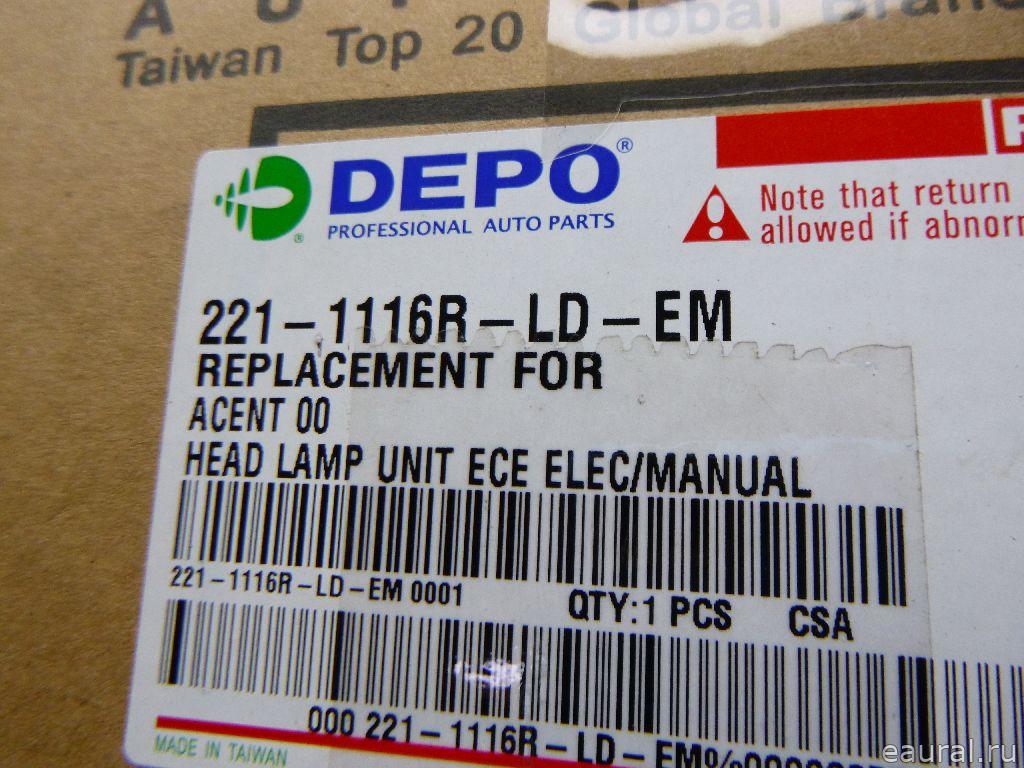 Taiwan Top 20 Global Brand
DEPO®
PROFESSIONAL AUTO PARTS
®
Note that return
allowed if abnorm
221-1116R-LD-EM
REPLACEMENT FOR
ACENT 00
HEAD LAMP UNIT ECE ELEC/MANUAL
221-1116R-LD-EM 0001
QTY:1 PCS CSA
000 221-1116R-LD-EM%
MADE IN TAIWAN
eaural.ru